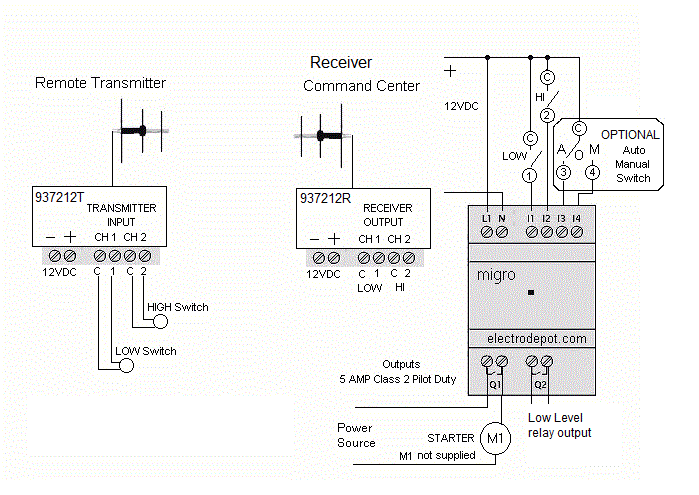 Remote Transmitter
937212T
TRANSMITTER
INPUT
− + CH 1 CH 2
12VDC C 1 C 2
HIGH Switch
LOW Switch
Receiver
Command Center
937212R
RECEIVER
OUTPUT
− + CH 1 CH 2
12VDC C 1 C 2
LOW HI
+
12VDC
C
HI
2
C
LOW
1
C
A O M
3 4
OPTIONAL
Auto
Manual
Switch
L1 N I1 I2 I3 I4
migro
electrodepot.com
Q1 Q2
Outputs
5 AMP Class 2 Pilot Duty
Power
Source
STARTER
M1 not supplied
M1
Low Level
relay output